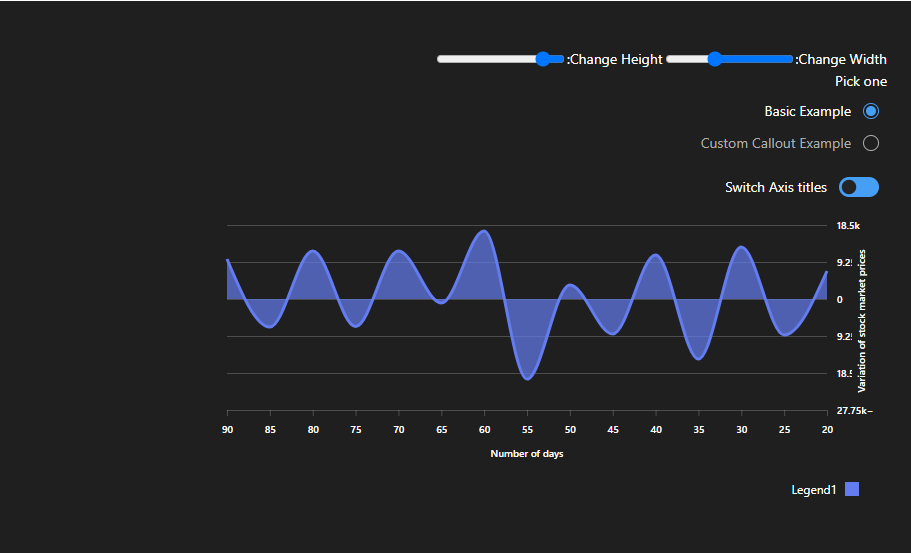 :Change Height :Change Width
Pick one
Basic Example
Custom Callout Example
Switch Axis titles
18.5k
9.2
0
9.2
18.5
27.75k−
Variation of stock market prices
90 85 80 75 70 65 60 55 50 45 40 35 30 25 20
Number of days
Legend1